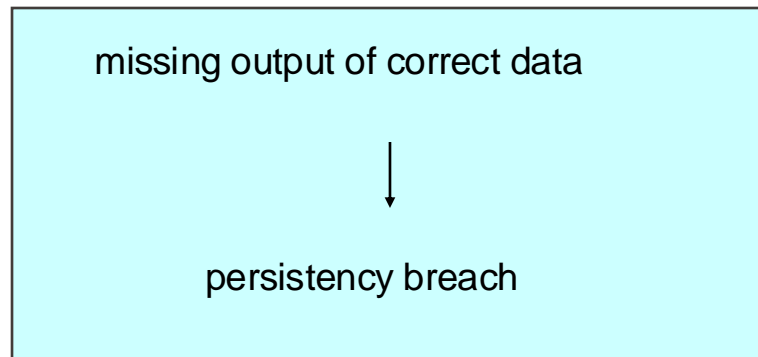 missing output of correct data
persistency breach